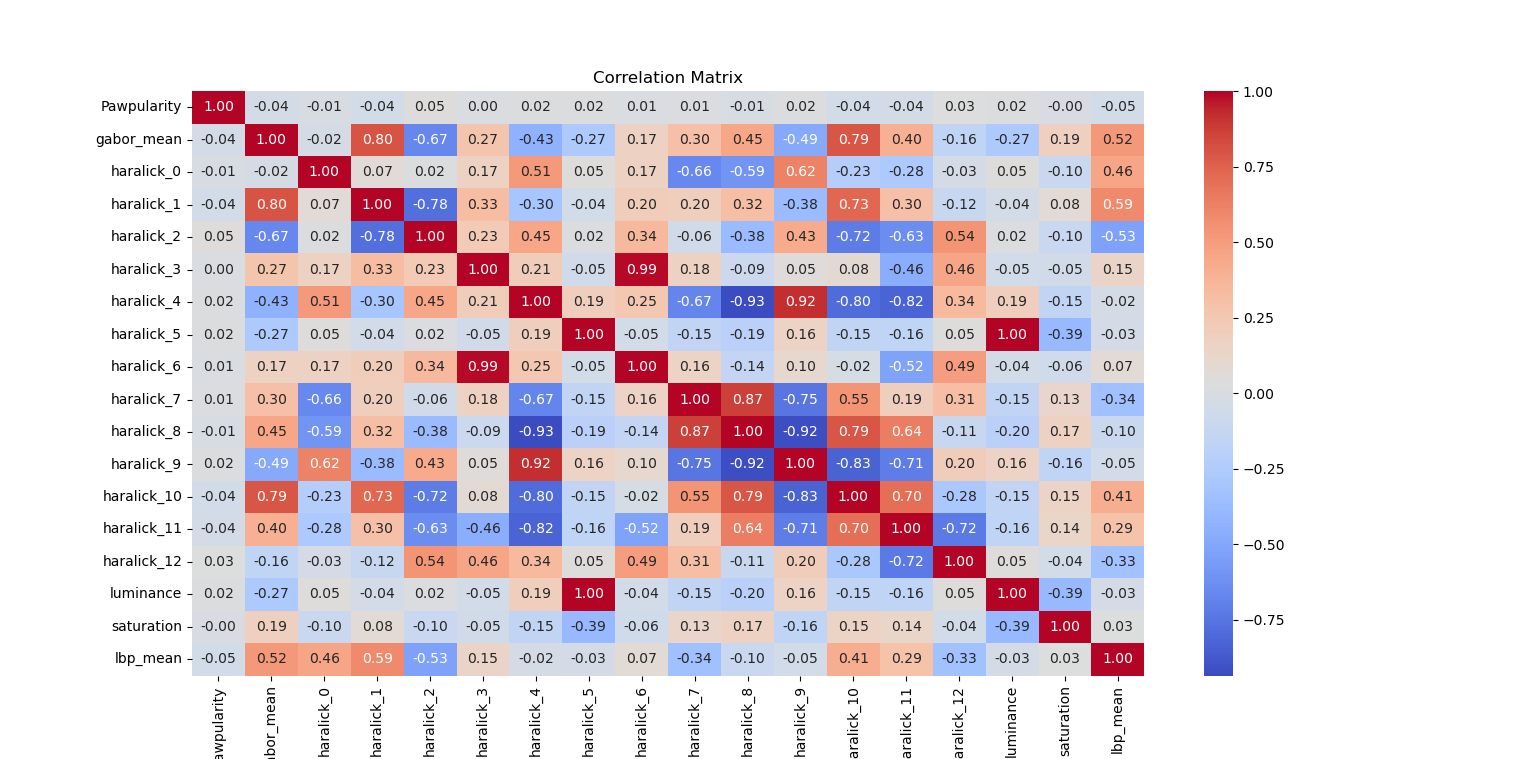 Correlation Matrix
Pawpularity 1.00 -0.04 -0.01 -0.04 0.05 0.00 0.02 0.02 0.01 0.01 -0.01 0.02 -0.04 -0.04 0.03 0.02 -0.00 -0.05
gabor_mean -0.04 1.00 -0.02 0.80 -0.67 0.27 -0.43 -0.27 0.17 0.30 0.45 -0.49 0.79 0.40 -0.16 -0.27 0.19 0.52
haralick_0 -0.01 -0.02 1.00 0.07 0.02 0.17 0.51 0.05 0.17 -0.66 -0.59 0.62 -0.23 -0.28 -0.03 0.05 -0.10 0.46
haralick_1 -0.04 0.80 0.07 1.00 -0.78 0.33 -0.30 -0.04 0.20 0.20 0.32 -0.38 0.73 0.30 -0.12 -0.04 0.08 0.59
haralick_2 0.05 -0.67 0.02 -0.78 1.00 0.23 0.45 0.02 0.34 -0.06 -0.38 0.43 -0.72 -0.63 0.54 0.02 -0.10 -0.53
haralick_3 0.00 0.27 0.17 0.33 0.23 1.00 0.21 -0.05 0.99 0.18 -0.09 0.05 0.08 -0.46 0.46 -0.05 -0.05 0.15
haralick_4 0.02 -0.43 0.51 -0.30 0.45 0.21 1.00 0.19 0.25 -0.67 -0.93 0.92 -0.80 -0.82 0.34 0.19 -0.15 -0.02
haralick_5 0.02 -0.27 0.05 -0.04 0.02 -0.05 0.19 1.00 -0.05 -0.15 -0.19 0.16 -0.15 -0.16 0.05 1.00 -0.39 -0.03
haralick_6 0.01 0.17 0.17 0.20 0.34 0.99 0.25 -0.05 1.00 0.16 -0.14 0.10 -0.02 -0.52 0.49 -0.04 -0.06 0.07
haralick_7 0.01 0.30 -0.66 0.20 -0.06 0.18 -0.67 -0.15 0.16 1.00 0.87 -0.75 0.55 0.19 0.31 -0.15 0.13 -0.34
haralick_8 -0.01 0.45 -0.59 0.32 -0.38 -0.09 -0.93 -0.19 -0.14 0.87 1.00 -0.92 0.79 0.64 -0.11 -0.20 0.17 -0.10
haralick_9 0.02 -0.49 0.62 -0.38 0.43 0.05 0.92 0.16 0.10 -0.75 -0.92 1.00 -0.83 -0.71 0.20 0.16 -0.16 -0.05
haralick_10 -0.04 0.79 -0.23 0.73 -0.72 0.08 -0.80 -0.15 -0.02 0.55 0.79 -0.83 1.00 0.70 -0.28 -0.15 0.15 0.41
haralick_11 -0.04 0.40 -0.28 0.30 -0.63 -0.46 -0.82 -0.16 -0.52 0.19 0.64 -0.71 0.70 1.00 -0.72 -0.16 0.14 0.29
haralick_12 0.03 -0.16 -0.03 -0.12 0.54 0.46 0.34 0.05 0.49 0.31 -0.11 0.20 -0.28 -0.72 1.00 0.05 -0.04 -0.33
luminance 0.02 -0.27 0.05 -0.04 0.02 -0.05 0.19 1.00 -0.04 -0.15 -0.20 0.16 -0.15 -0.16 0.05 1.00 -0.39 -0.03
saturation -0.00 0.19 -0.10 0.08 -0.10 -0.05 -0.15 -0.39 -0.06 0.13 0.17 -0.16 0.15 0.14 -0.04 -0.39 1.00 0.03
lbp_mean -0.05 0.52 0.46 0.59 -0.53 0.15 -0.02 -0.03 0.07 -0.34 -0.10 -0.05 0.41 0.29 -0.33 -0.03 0.03 1.00
awpularity
abor_mean
haralick_0
haralick_1
haralick_2
haralick_3
haralick_4
haralick_5
haralick_6
haralick_7
haralick_8
haralick_9
aralick_10
aralick_11
aralick_12
luminance
saturation
lbp_mean
1.00
0.75
0.50
0.25
0.00
−0.25
−0.50
−0.75